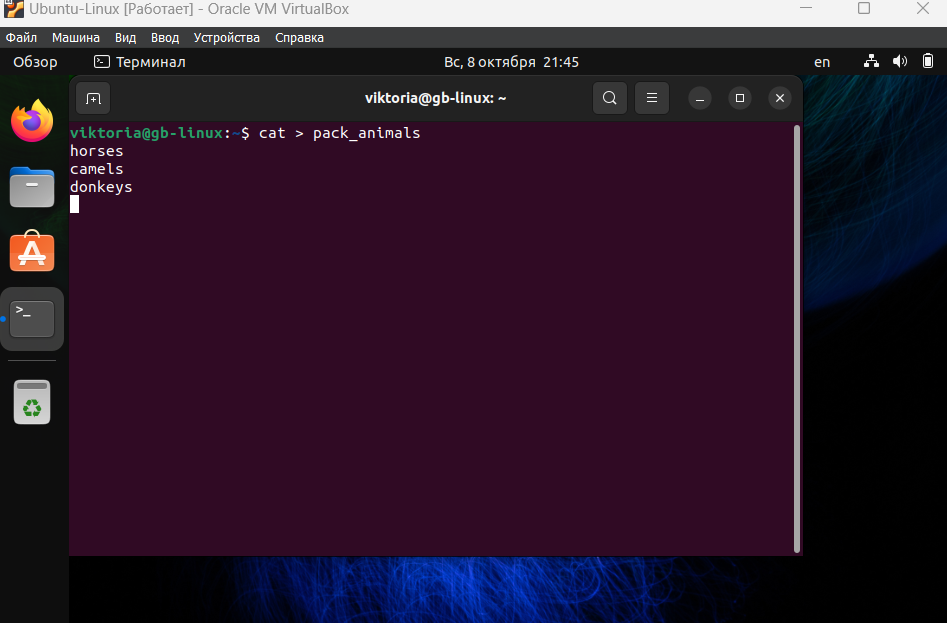 Ubuntu-Linux [Работает] - Oracle VM VirtualBox
Файл Машина Вид Ввод Устройства Справка
Обзор Терминал Вс, 8 октября 21:45 en
viktoria@gb-linux: ~
viktoria@gb-linux:~$ cat > pack_animals
horses
camels
donkeys